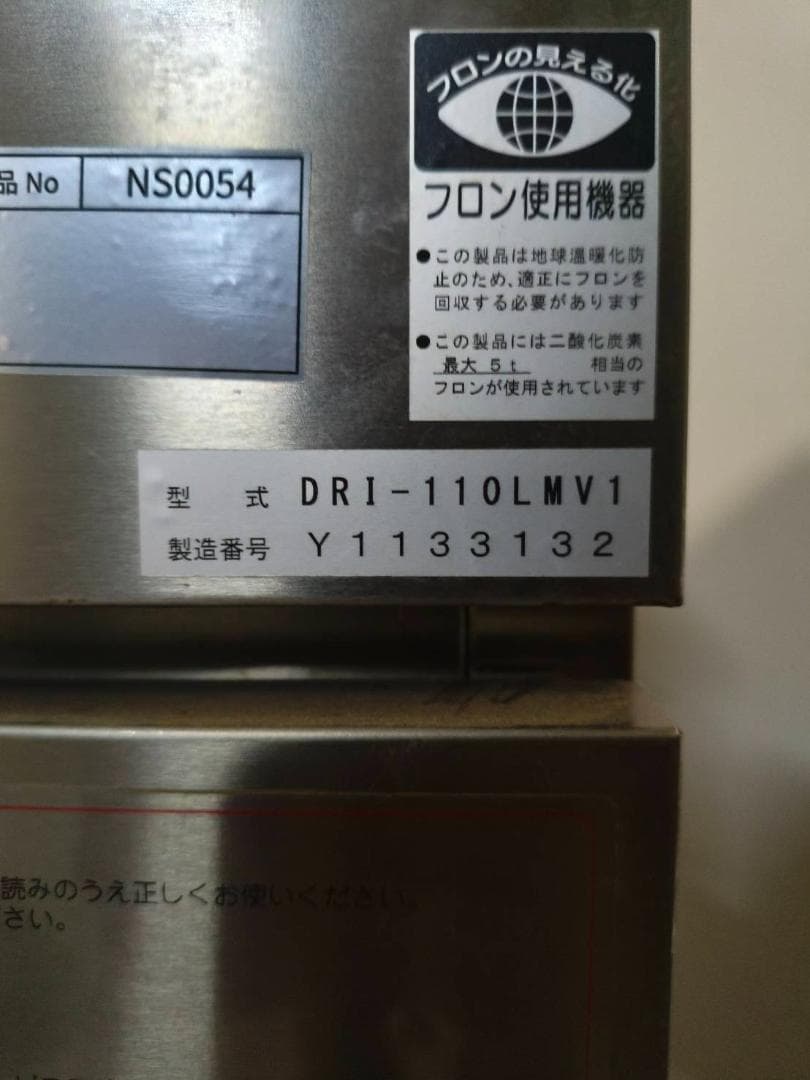 フロンの見える化
品 No NS0054
フロン使用機器
●この製品は地球温暖化防
止のため、適正にフロンを
回収する必要があります
●この製品には二酸化炭素
最大 5t 相当の
フロンが使用されています
型 式 DRI-110LMV1
製造番号 Y1133132
読みのうえ正しくお使いください。
さい。